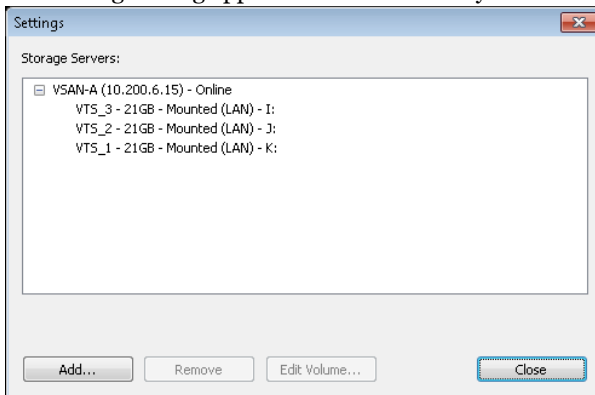 Settings
Storage Servers:
VSAN-A (10.200.6.15) - Online
VTS_3 - 21GB - Mounted (LAN) - I:
VTS_2 - 21GB - Mounted (LAN) - J:
VTS_1 - 21GB - Mounted (LAN) - K:
Add... Remove Edit Volume... Close